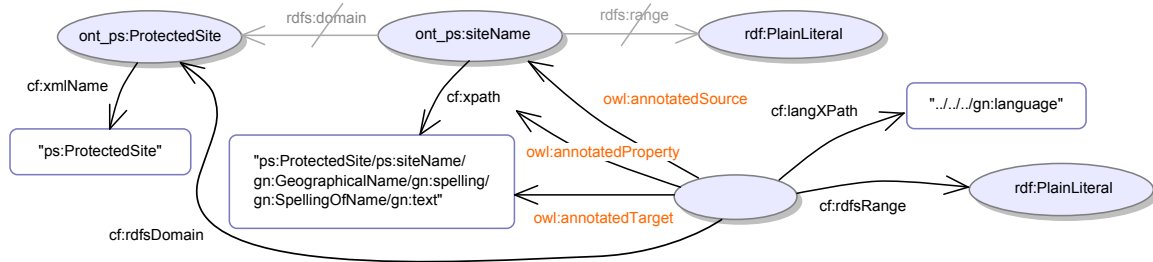 rdfs:domain
rdfs:range
ont_ps:ProtectedSite
ont_ps:siteName
rdf:PlainLiteral
cf:xmlName
cf:xpath
owl:annotatedSource
cf:langXPath
"../../../gn:language"
"ps:ProtectedSite"
"ps:ProtectedSite/ps:siteName/
gn:GeographicalName/gn:spelling/
gn:SpellingOfName/gn:text"
owl:annotatedProperty
owl:annotatedTarget
cf:rdfsRange
rdf:PlainLiteral
cf:rdfsDomain